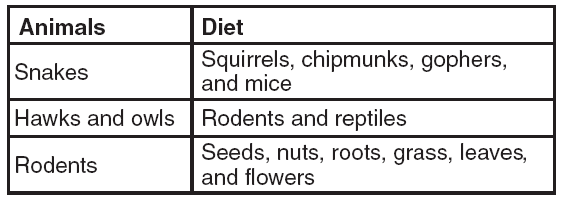 Animals Diet
Snakes Squirrels, chipmunks, gophers,
and mice
Hawks and owls Rodents and reptiles
Rodents Seeds, nuts, roots, grass, leaves,
and flowers